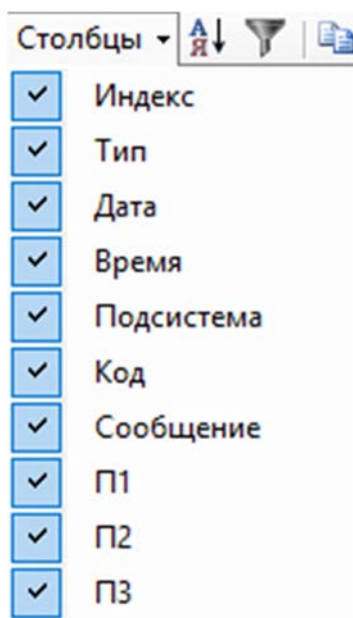 Столбцы
Индекс
Тип
Дата
Время
Подсистема
Код
Сообщение
П1
П2
П3